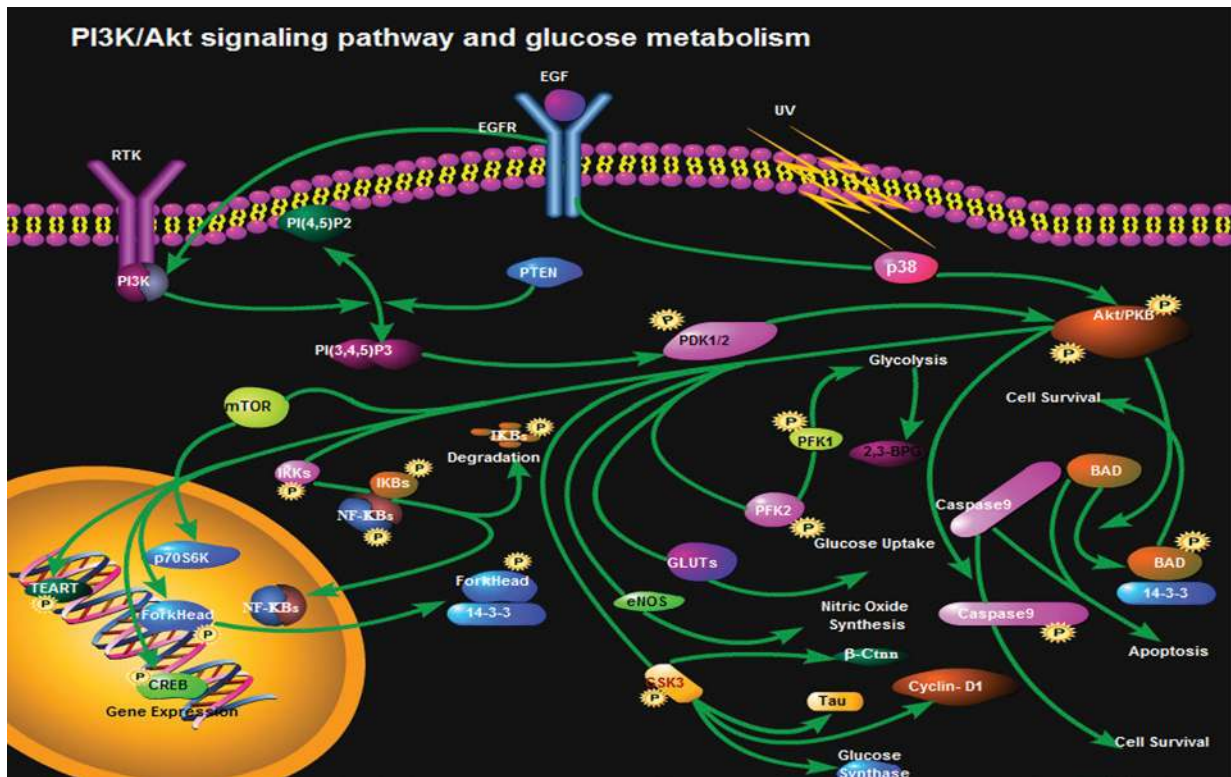 PI3K/Akt signaling pathway and glucose metabolism
EGF
UV
EGFR
RTK
PI(4,5)P2
p38
PI3K
PTEN
P
Akt/PKB
P
PDK1/2
P
PI(3,4,5)P3
Glycolysis
mTOR
Cell Survival
P
IKBs
P
PFK1
2,3-BPG
Degradation
P
IKKs
P
IKBs
BAD
Caspase9
NF-KBs
P
PFK2
P
Glucose Uptake
P
p70S6K
P
ForkHead
GLUTs
BAD
TEART
P
14-3-3
14-3-3
NF-KBs
eNOS
Nitric Oxide
Synthesis
ForkHead
P
Caspase9
P
β-Ctnn
Apoptosis
P
CREB
GSK3
P
Cyclin- D1
Tau
Gene Expression
Cell Survival
Glucose
Synthase